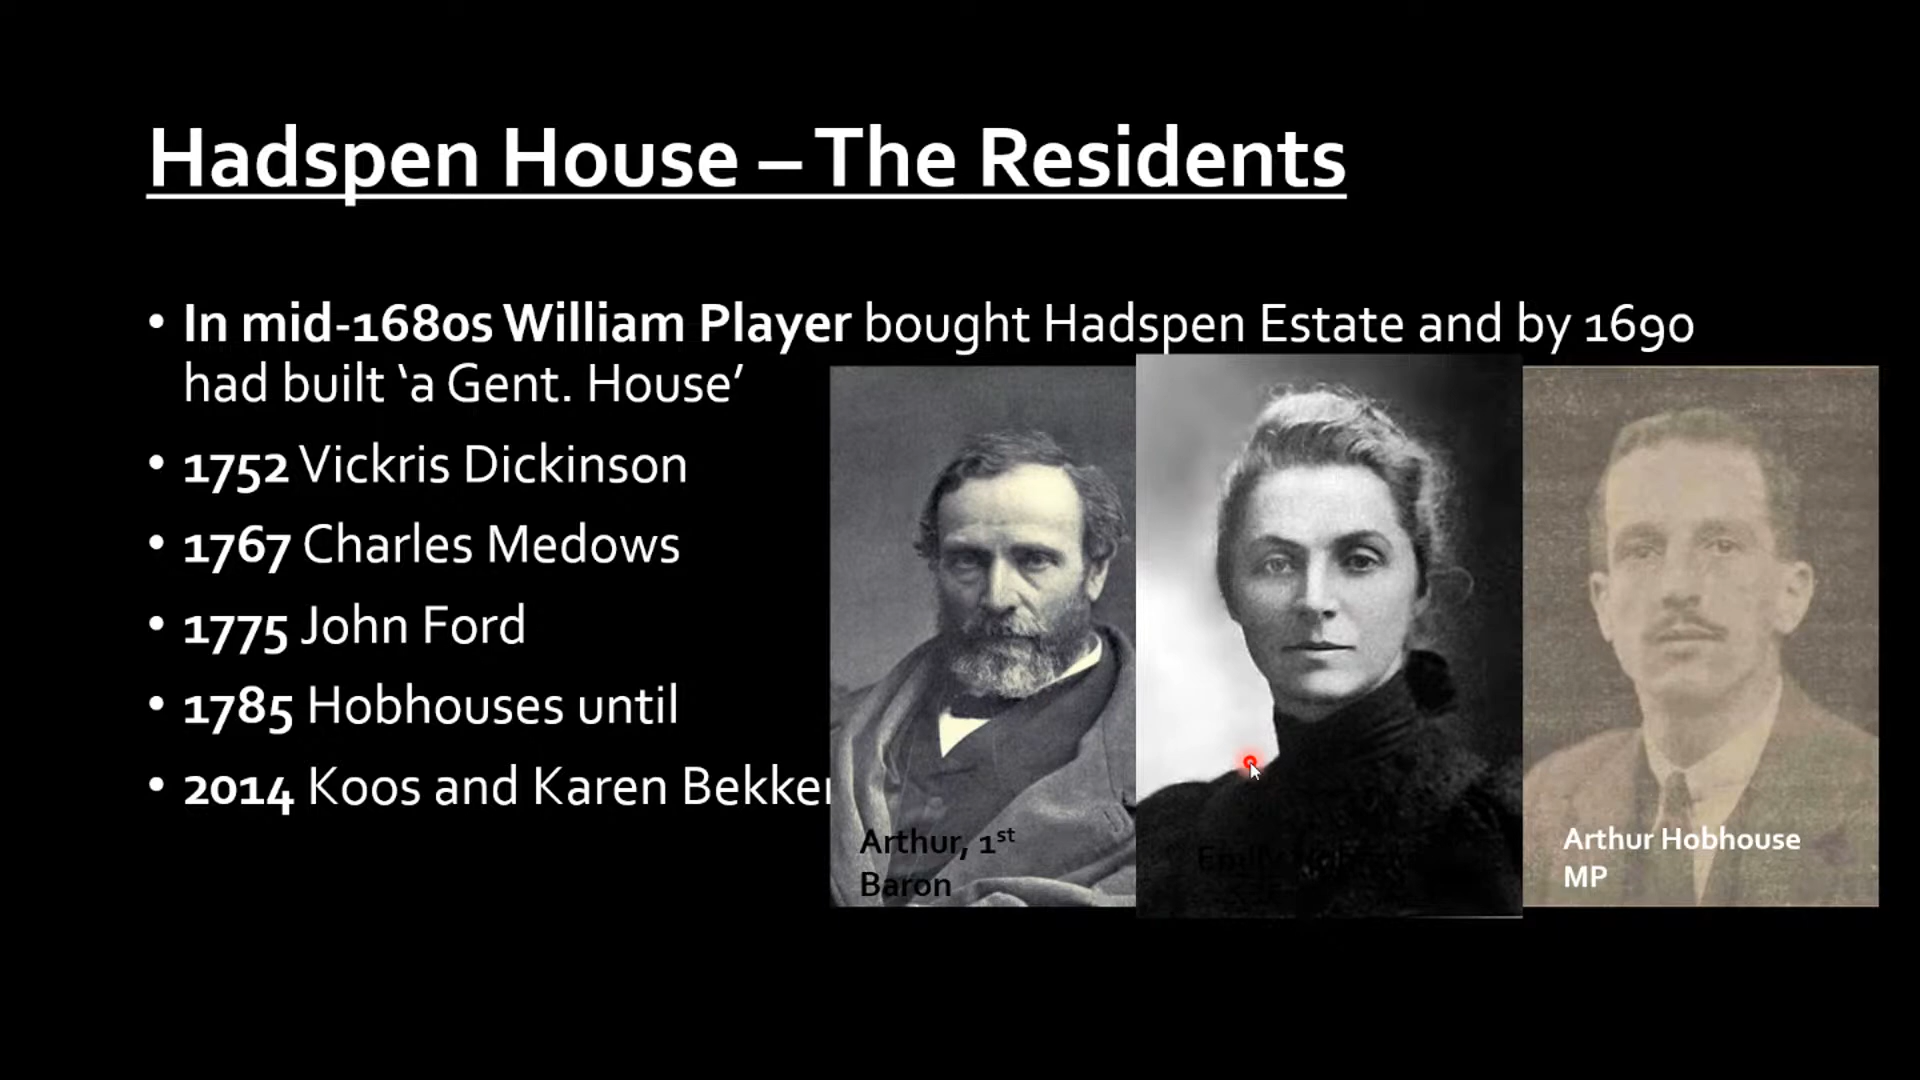 Hadspen House – The Residents
• In mid-1680s William Player bought Hadspen Estate and by 1690
had built ‘a Gent. House’
• 1752 Vickris Dickinson
• 1767 Charles Medows
• 1775 John Ford
• 1785 Hobhouses until
• 2014 Koos and Karen Bekker
Arthur, 1st
Baron
Emily
Arthur Hobhouse
MP